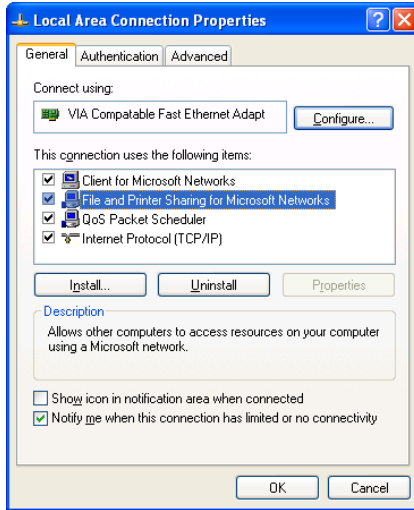 Local Area Connection Properties
General Authentication Advanced
Connect using:
VIA Compatable Fast Ethernet Adapt
Configure...
This connection uses the following items:
Client for Microsoft Networks
File and Printer Sharing for Microsoft Networks
QoS Packet Scheduler
Internet Protocol (TCP/IP)
Install... Uninstall Properties
Description
Allows other computers to access resources on your computer
using a Microsoft network.
Show icon in notification area when connected
Notify me when this connection has limited or no connectivity
OK Cancel